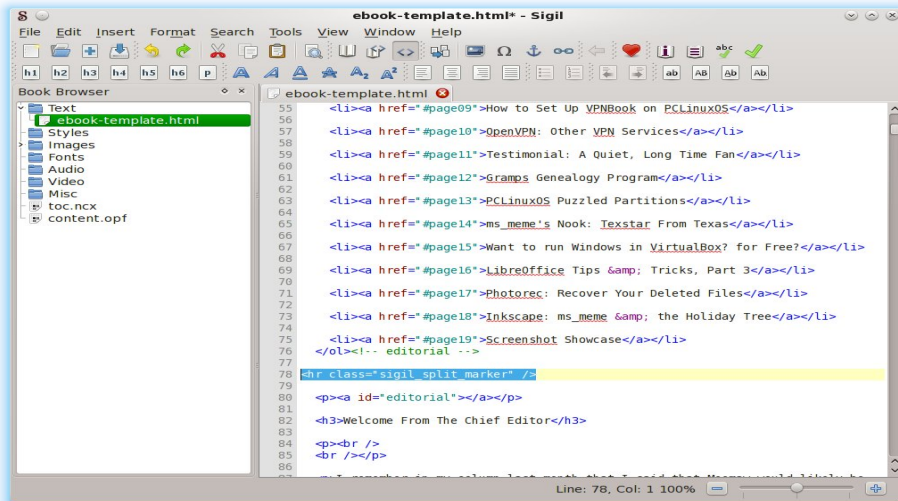 ebook-template.html* - Sigil
File Edit Insert Format Search Tools View Window Help
h1 h2 h3 h4 h5 h6 P A A A A A₂ A² ab AB Ab Ab
Book Browser
ebook-template.html
Text
ebook-template.html
Styles
Images
Fonts
Audio
Video
Misc
toc.ncx
content.opf
55 <li><a href="#page09">How to Set Up VPNBook on PCLinuxOS</a></li>
56
57 <li><a href="#page10">OpenVPN: Other VPN Services</a></li>
58
59 <li><a href="#page11">Testimonial: A Quiet, Long Time Fan</a></li>
60
61 <li><a href="#page12">Gramps Genealogy Program</a></li>
62
63 <li><a href="#page13">PCLinuxOS Puzzled Partitions</a></li>
64
65 <li><a href="#page14">ms_meme's Nook: Texstar From Texas</a></li>
66
67 <li><a href="#page15">Want to run Windows in VirtualBox? for Free?</a></li>
68
69 <li><a href="#page16">LibreOffice Tips &amp; Tricks, Part 3</a></li>
70
71 <li><a href="#page17">Photorec: Recover Your Deleted Files</a></li>
72
73 <li><a href="#page18">Inkscape: ms_meme &amp; the Holiday Tree</a></li>
74
75 <li><a href="#page19">Screenshot Showcase</a></li>
76 </ol><!-- editorial -->
77
78 <hr class="sigil_split_marker" />
79
80 <p><a id="editorial"></a></p>
81
82 <h3>Welcome From The Chief Editor</h3>
83
84 <p><br />
85 <br /></p>
86
Line: 78, Col: 1 100%